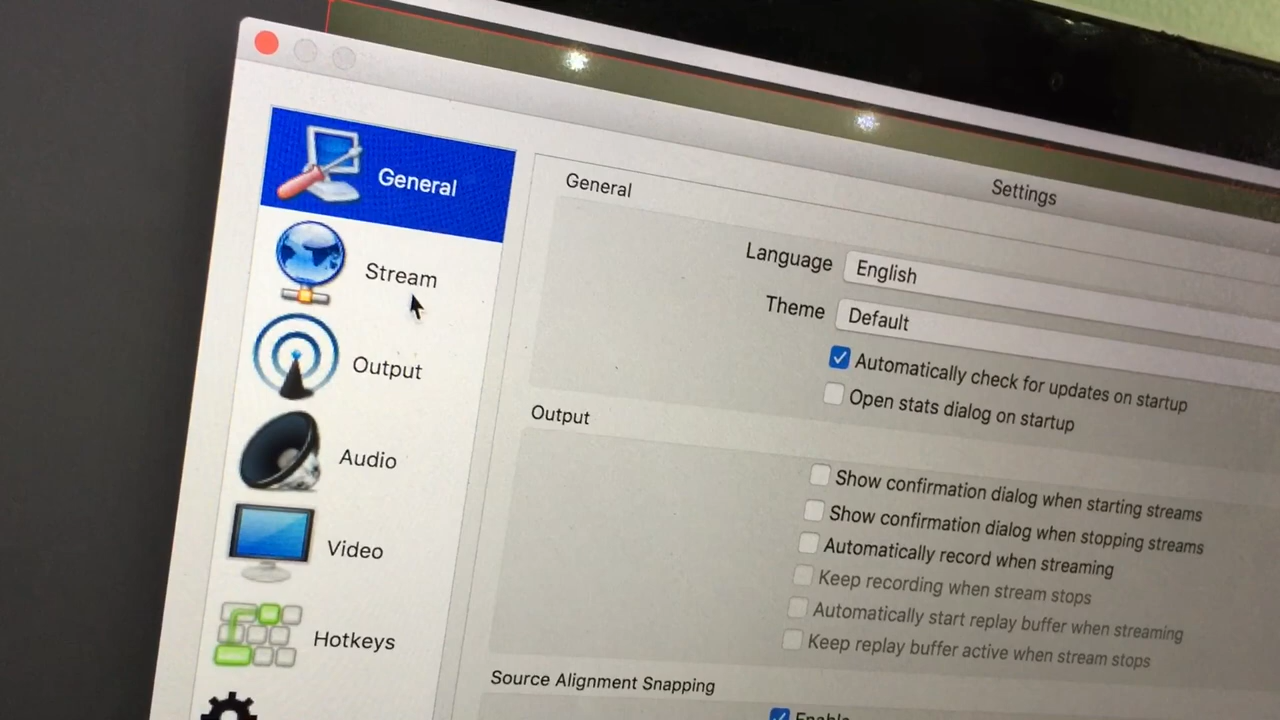 Settings
General
Stream
Output
Audio
Video
Hotkeys
General
Language English
Theme Default
Automatically check for updates on startup
Open stats dialog on startup
Output
Show confirmation dialog when starting streams
Show confirmation dialog when stopping streams
Automatically record when streaming
Keep recording when stream stops
Automatically start replay buffer when streaming
Keep replay buffer active when stream stops
Source Alignment Snapping